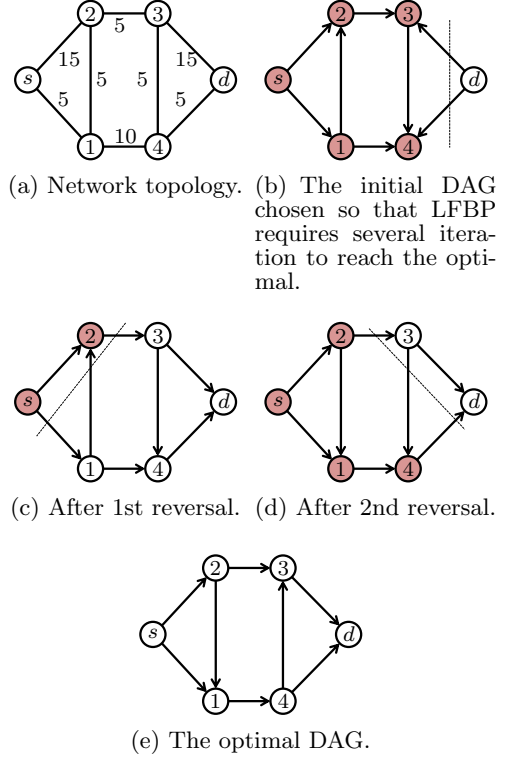 2 3
5
15 15
s 5 5 d
5 5
10
1 4
(a) Network topology.
2 3
s d
1 4
(b) The initial DAG
chosen so that LFBP
requires several itera-
tion to reach the opti-
mal.
2 3
s d
1 4
(c) After 1st reversal.
2 3
s d
1 4
(d) After 2nd reversal.
2 3
s d
1 4
(e) The optimal DAG.